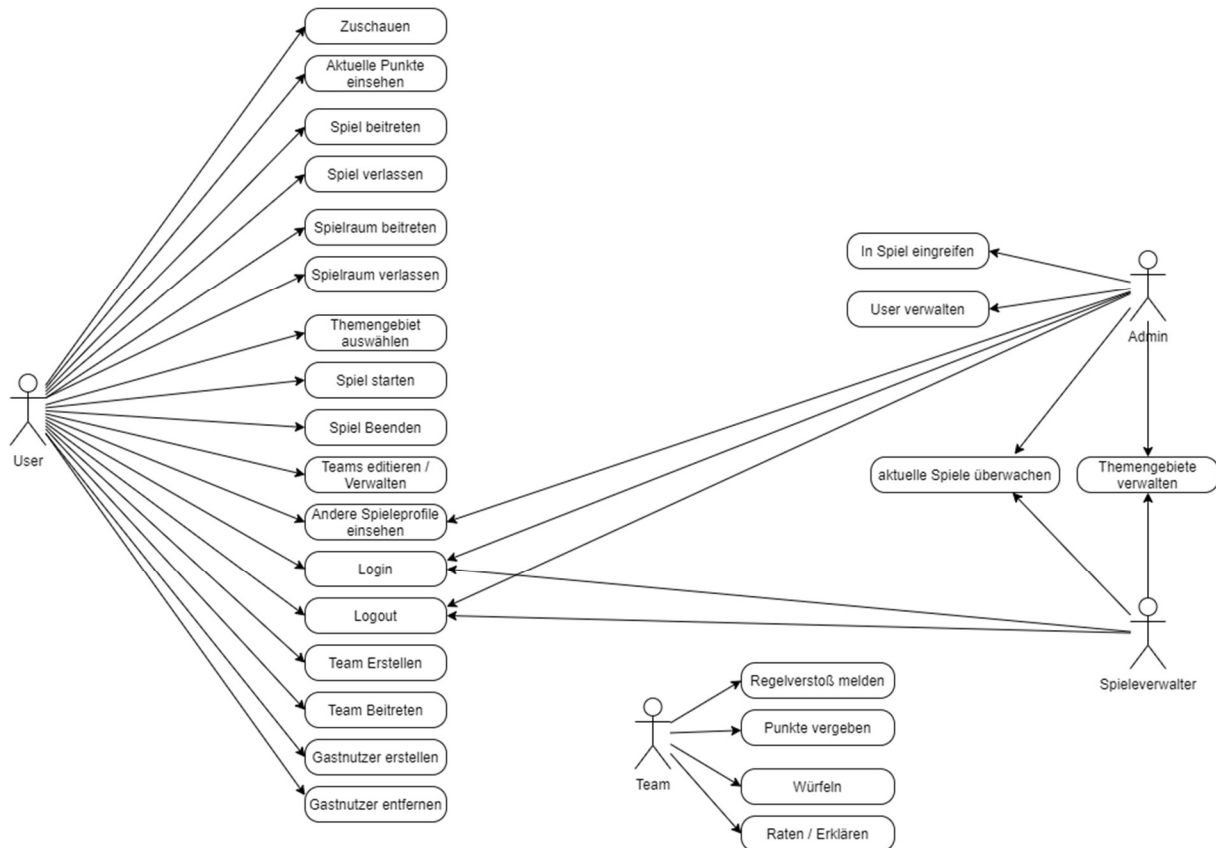 Zuschauen
Aktuelle Punkte
einsehen
Spiel beitreten
Spiel verlassen
Spielraum beitreten
Spielraum verlassen
Themengebiet
auswählen
Spiel starten
Spiel Beenden
Teams editieren /
Verwalten
Andere Spieleprofile
einsehen
Login
Logout
Team Erstellen
Team Beitreten
Gastnutzer erstellen
Gastnutzer entfernen
User
In Spiel eingreifen
User verwalten
Admin
aktuelle Spiele überwachen
Themengebiete
verwalten
Spieleverwalter
Regelverstoß melden
Punkte vergeben
Würfeln
Raten / Erklären
Team